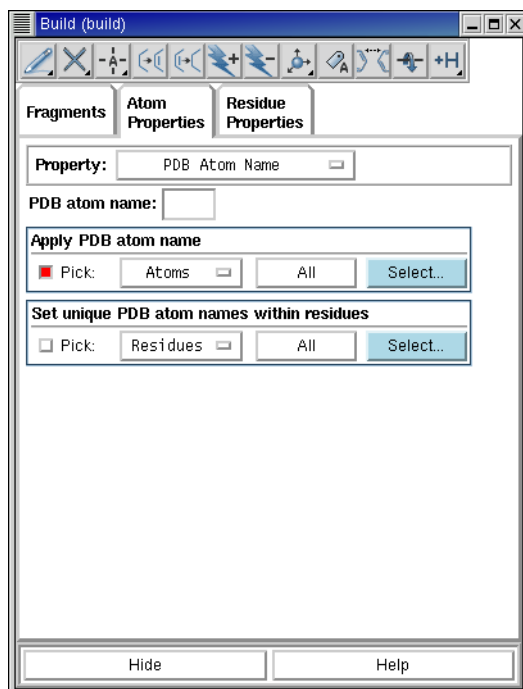 Build (build)
A + - A +H
Fragments Atom Properties Residue Properties
Property: PDB Atom Name
PDB atom name:
Apply PDB atom name
Pick: Atoms All Select...
Set unique PDB atom names within residues
Pick: Residues All Select...
Hide Help